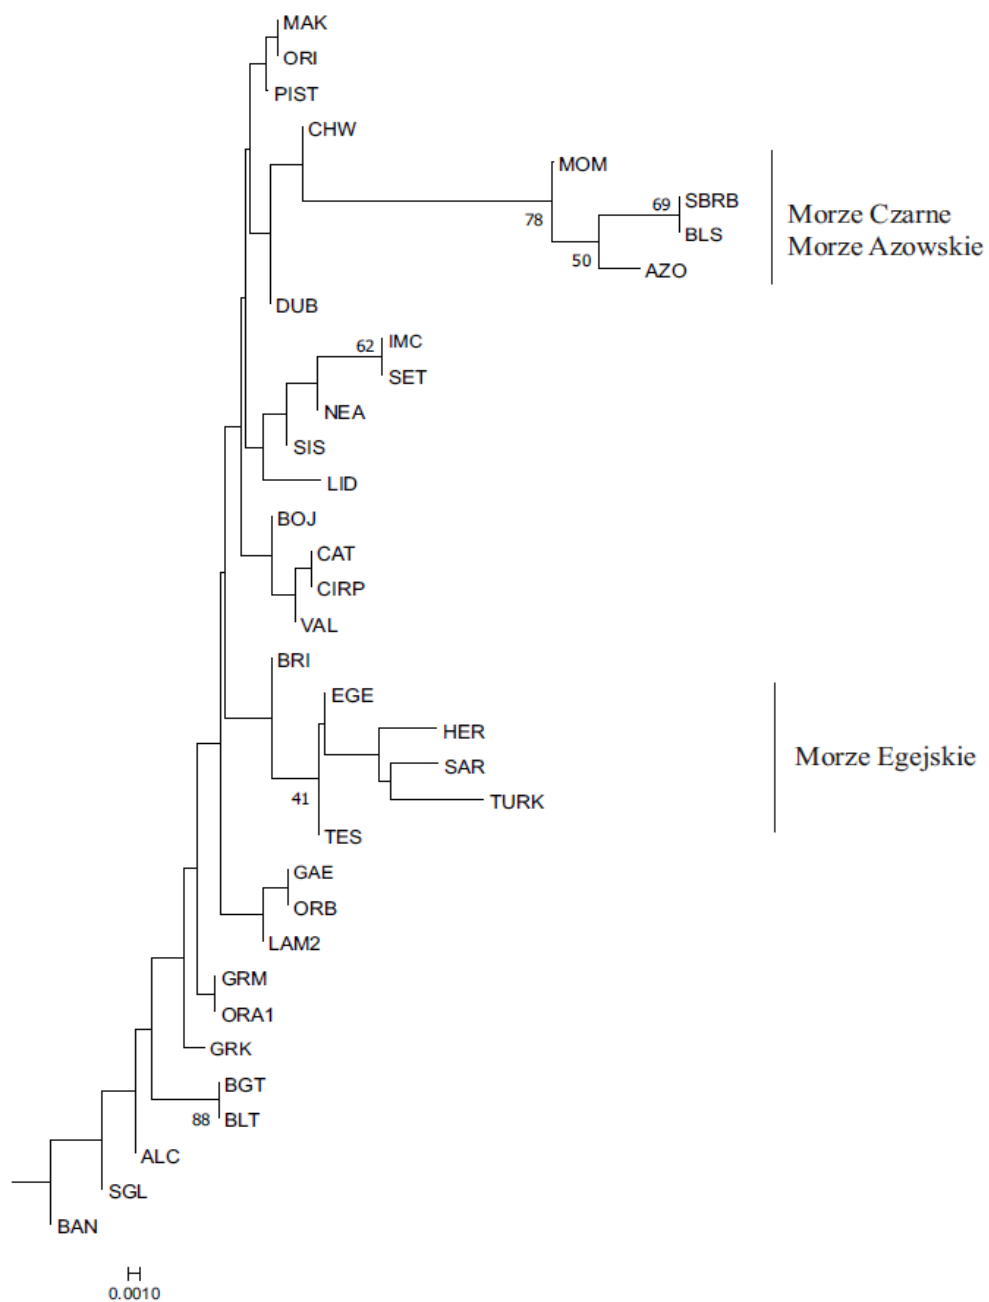 MAK
ORI
PIST
CHW
MOM
69 SBRB
78
BLS
50
AZO
Morze Czarne
Morze Azowskie
DUB
62 IMC
SET
NEA
SIS
LID
BOJ
CAT
CIRP
VAL
BRI
EGE
HER
SAR
TURK
41
TES
Morze Egejskie
GAE
ORB
LAM2
GRM
ORA1
GRK
BGT
88 BLT
ALC
SGL
BAN
0.0010